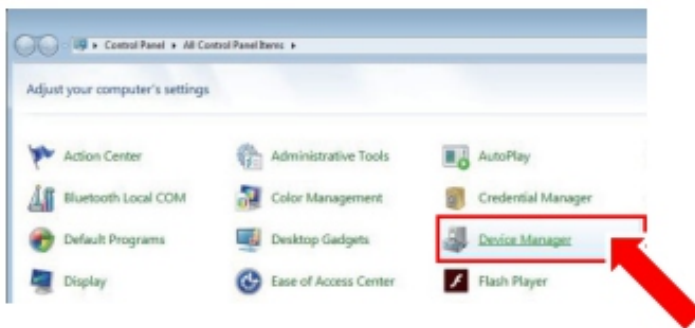 Control Panel ▸ All Control Panel Items ▸
Adjust your computer's settings
Action Center Administrative Tools AutoPlay
Bluetooth Local COM Color Management Credential Manager
Default Programs Desktop Gadgets Device Manager
Display Ease of Access Center Flash Player